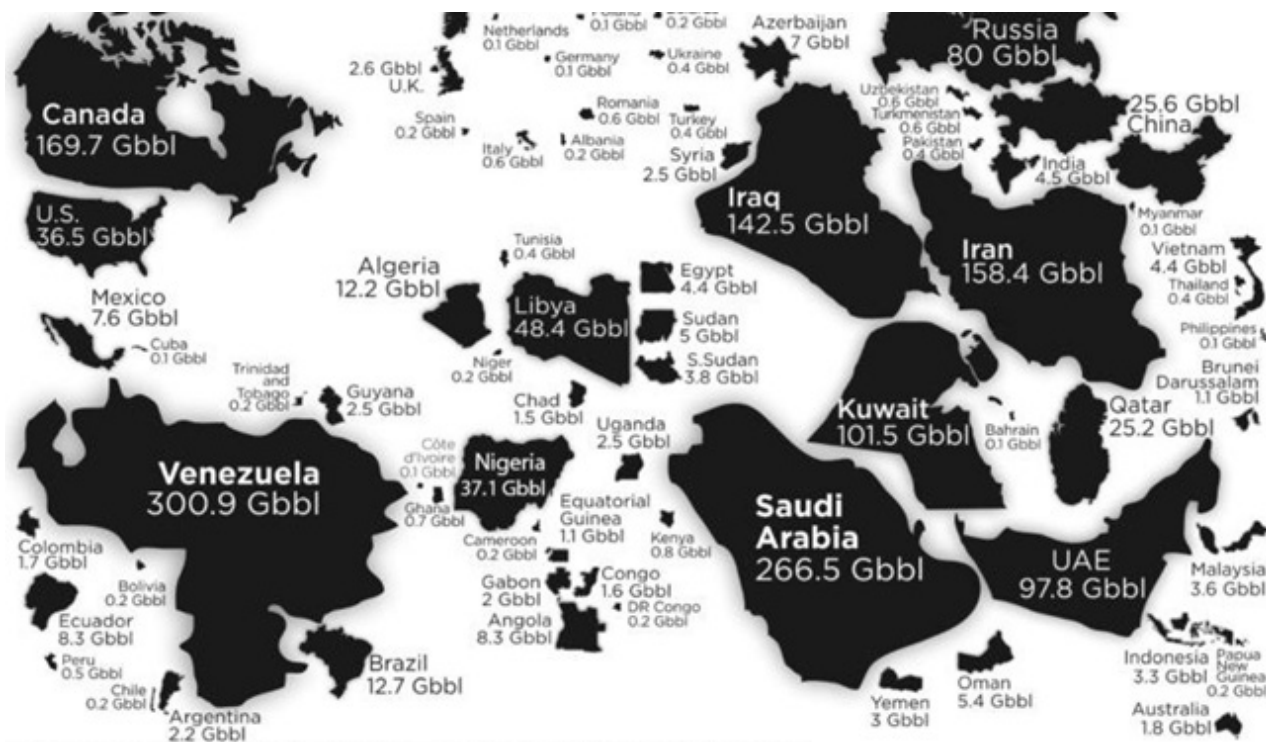 Canada
169.7 Gbbl
U.S.
36.5 Gbbl
Mexico
7.6 Gbbl
Cuba
0.1 Gbbl
Netherlands
0.1 Gbbl
0.1 Gbbl
0.2 Gbbl
2.6 Gbbl
U.K.
Germany
0.1 Gbbl
Ukraine
0.4 Gbbl
Spain
0.2 Gbbl
Italy
0.6 Gbbl
Romania
0.6 Gbbl
Albania
0.2 Gbbl
Turkey
0.4 Gbbl
Azerbaijan
7 Gbbl
Syria
2.5 Gbbl
Russia
80 Gbbl
Uzbekistan
0.6 Gbbl
Turkmenistan
0.6 Gbbl
Pakistan
0.4 Gbbl
25.6 Gbbl
China
India
4.5 Gbbl
Iraq
142.5 Gbbl
Iran
158.4 Gbbl
Myanmar
0.1 Gbbl
Vietnam
4.4 Gbbl
Thailand
0.4 Gbbl
Philippines
0.1 Gbbl
Brunei
Darussalam
1.1 Gbbl
Tunisia
0.4 Gbbl
Algeria
12.2 Gbbl
Libya
48.4 Gbbl
Egypt
4.4 Gbbl
Sudan
5 Gbbl
S.Sudan
3.8 Gbbl
Niger
0.2 Gbbl
Chad
1.5 Gbbl
Uganda
2.5 Gbbl
Trinidad
and
Tobago
0.2 Gbbl
Guyana
2.5 Gbbl
Venezuela
300.9 Gbbl
Côte
d'Ivoire
0.1 Gbbl
Ghana
0.7 Gbbl
Nigeria
37.1 Gbbl
Cameroon
0.2 Gbbl
Equatorial
Guinea
1.1 Gbbl
Kenya
0.8 Gbbl
Gabon
2 Gbbl
Congo
1.6 Gbbl
DR Congo
0.2 Gbbl
Angola
8.3 Gbbl
Kuwait
101.5 Gbbl
Bahrain
0.1 Gbbl
Qatar
25.2 Gbbl
Saudi
Arabia
266.5 Gbbl
UAE
97.8 Gbbl
Malaysia
3.6 Gbbl
Colombia
1.7 Gbbl
Bolivia
0.2 Gbbl
Ecuador
8.3 Gbbl
Peru
0.5 Gbbl
Chile
0.2 Gbbl
Argentina
2.2 Gbbl
Brazil
12.7 Gbbl
Yemen
3 Gbbl
Oman
5.4 Gbbl
Indonesia
3.3 Gbbl
Papua
New
Guinea
0.2 Gbbl
Australia
1.8 Gbbl